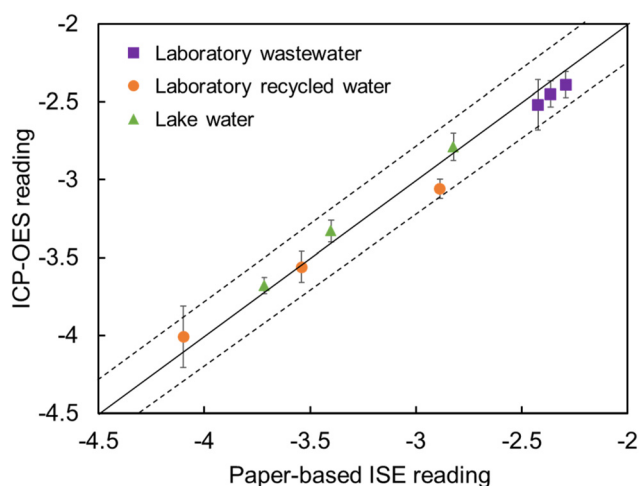 -2
-2.5
-3
-3.5
-4
-4.5
ICP-OES reading
Laboratory wastewater
Laboratory recycled water
Lake water
-4.5 -4 -3.5 -3 -2.5 -2
Paper-based ISE reading